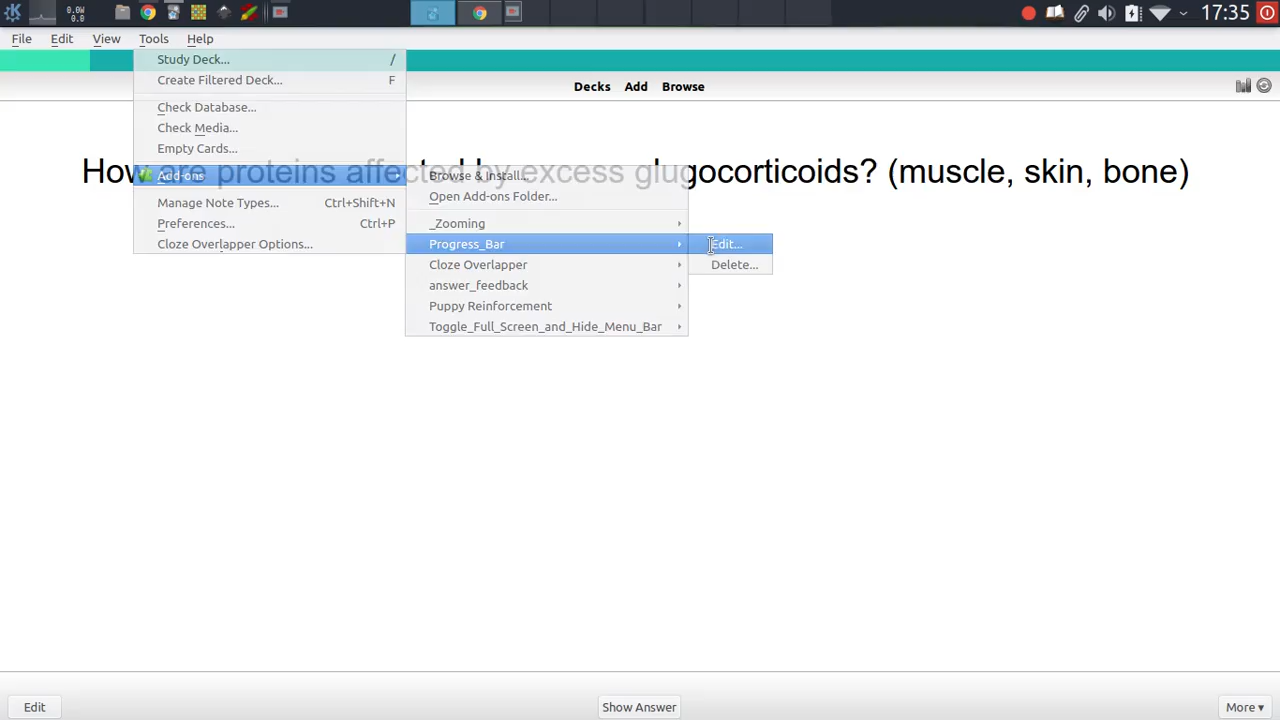 0.0W
0.0
17:35
File Edit View Tools Help
Study Deck... /
Create Filtered Deck... F
Decks Add Browse
Check Database...
Check Media...
Empty Cards...
How are proteins affected by excess glugocorticoids? (muscle, skin, bone)
Add-ons
Browse & Install...
Open Add-ons Folder...
Manage Note Types... Ctrl+Shift+N
Preferences... Ctrl+P
Cloze Overlapper Options...
_Zooming
Progress_Bar
Cloze Overlapper
answer_feedback
Puppy Reinforcement
Toggle_Full_Screen_and_Hide_Menu_Bar
Edit...
Delete...
Edit Show Answer More ▾